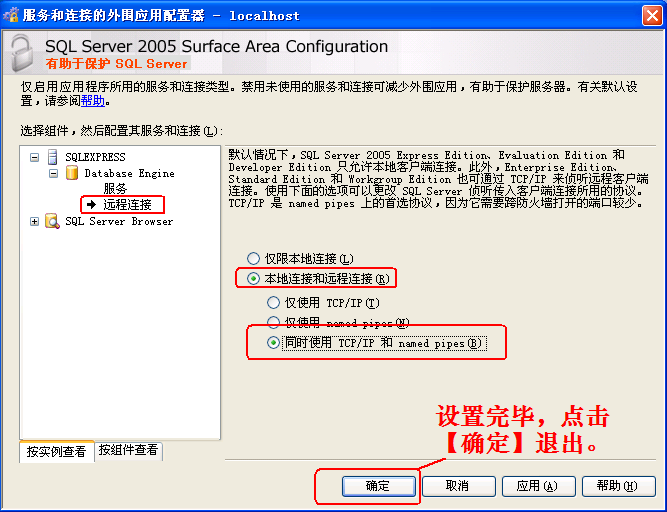 服务和连接的外围应用配置器 - localhost
SQL Server 2005 Surface Area Configuration
有助于保护 SQL Server
仅启用应用程序所用的服务和连接类型。禁用未使用的服务和连接可减少外围应用，有助于保护服务器。有关默认设
置，请参阅帮助。
选择组件，然后配置其服务和连接(L):
SQLEXPRESS
Database Engine
服务
远程连接
SQL Server Browser
默认情况下，SQL Server 2005 Express Edition、Evaluation Edition 和
Developer Edition 只允许本地客户端连接。此外，Enterprise Edition、
Standard Edition 和 Workgroup Edition 也可通过 TCP/IP 来侦听远程客户端
连接。使用下面的选项可以更改 SQL Server 侦听传入客户端连接所用的协议。
TCP/IP 是 named pipes 上的首选协议，因为它需要跨防火墙打开的端口较少。
仅限本地连接(L)
本地连接和远程连接(R)
仅使用 TCP/IP(T)
仅使用 named pipes(N)
同时使用 TCP/IP 和 named pipes(B)
设置完毕，点击
【确定】退出。
按实例查看
按组件查看
确定
取消
应用(A)
帮助(H)